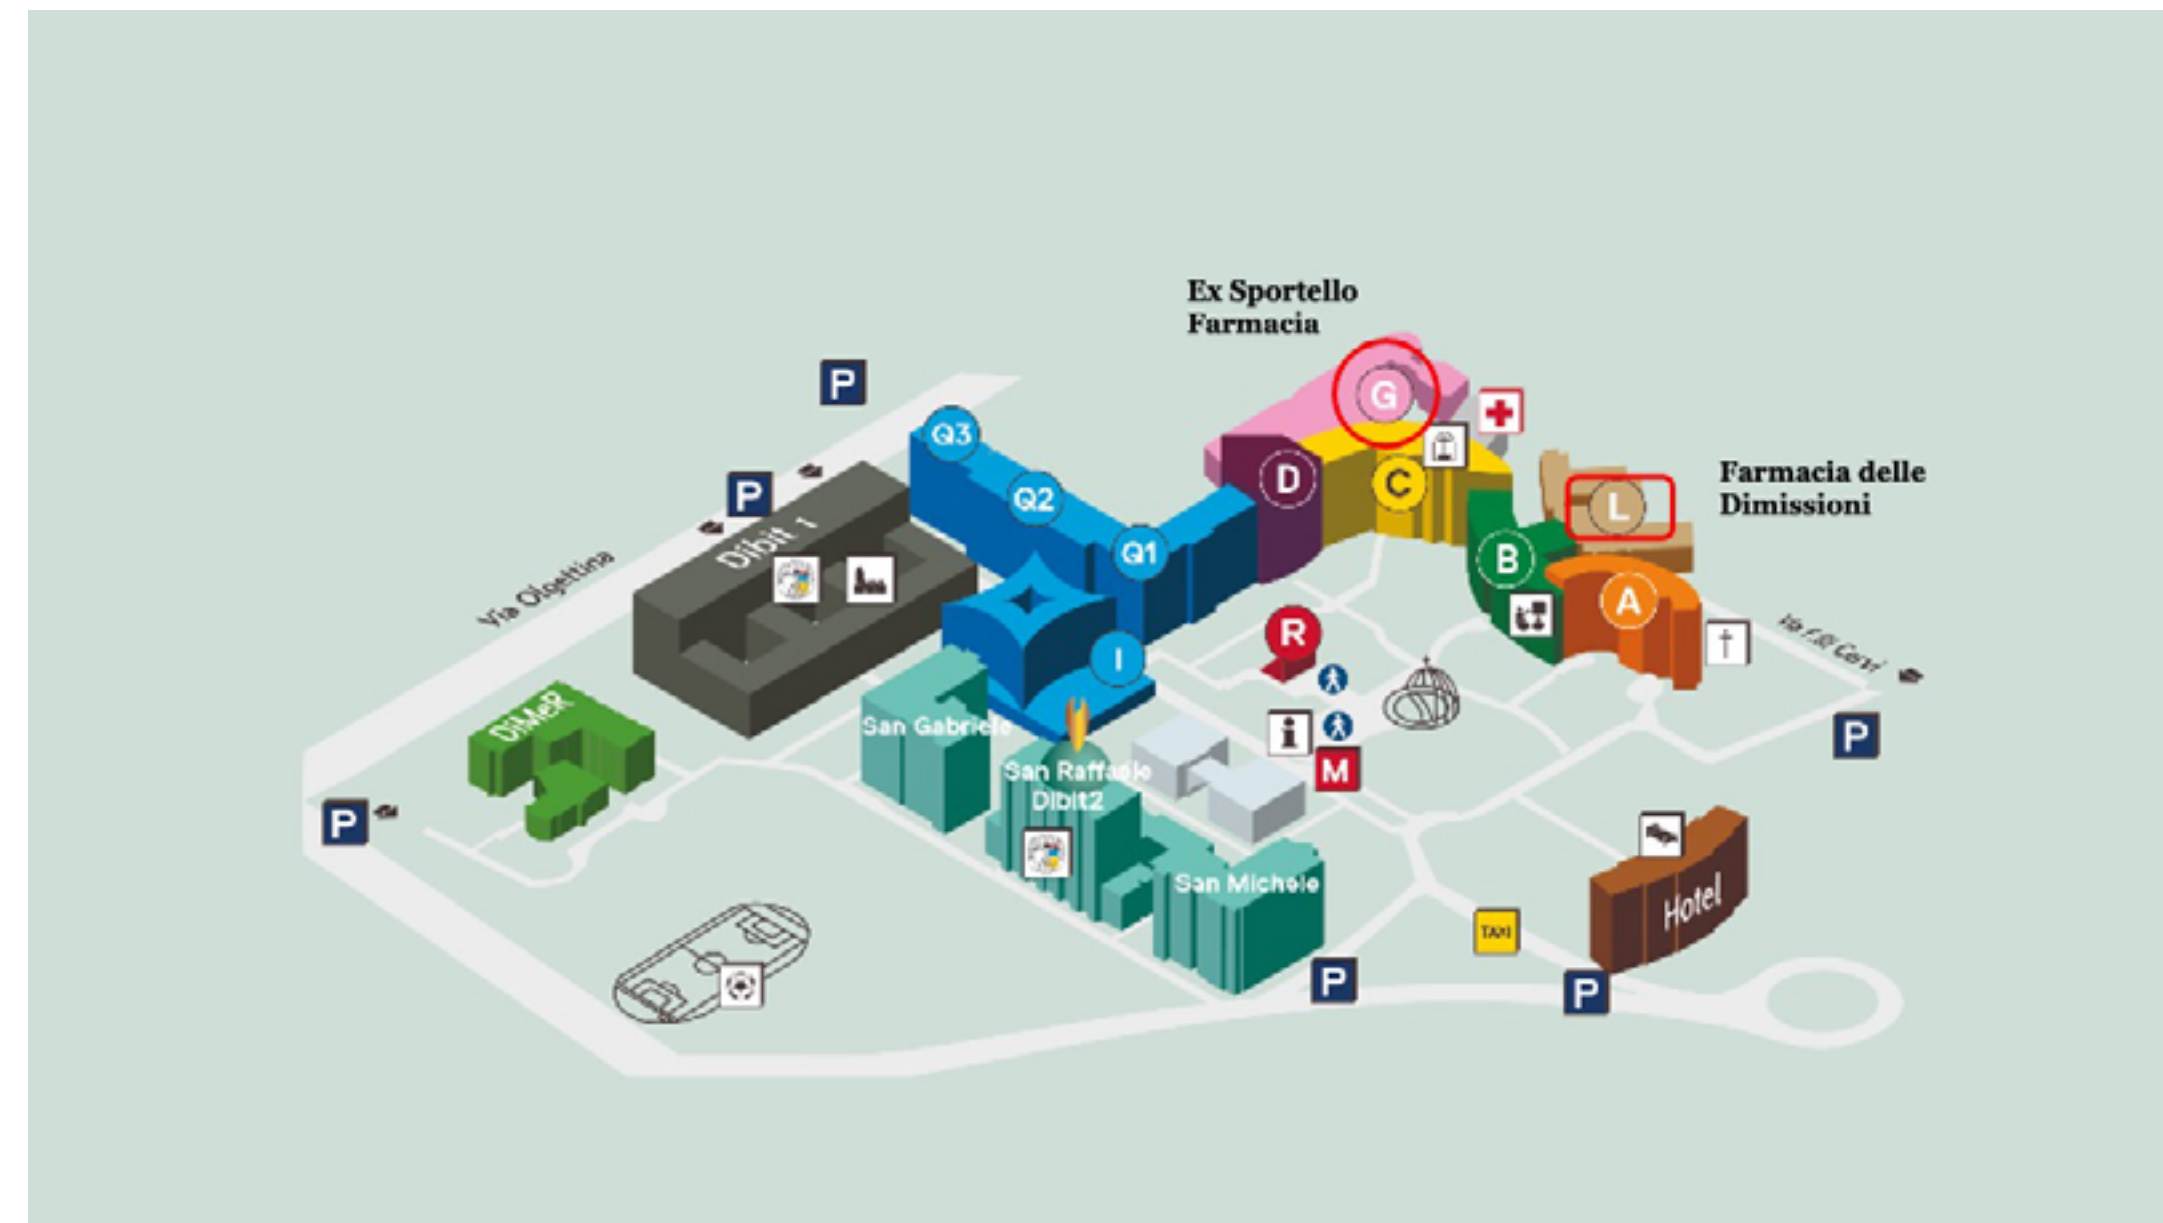 Ex Sportello
Farmacia
P
G
Q3
D
C
Farmacia delle
Dimissioni
L
P
Q2
Dibit 1
Q1
B
A
Via Olgettina
R
Via F.lli Cervi
I
DiMeR
San Gabriele
i
M
P
San Raffaele
Dibit2
P
San Michele
Hotel
TAXI
P
P